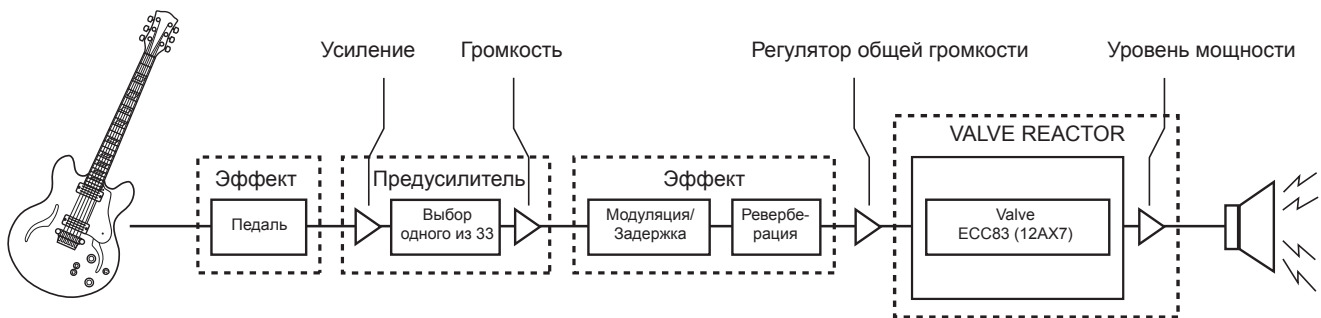 Усиление
Громкость
Регулятор общей громкости
Уровень мощности
VALVE REACTOR
Эффект
Предусилитель
Эффект
Педаль
Выбор
одного из 33
Модуляция/
Задержка
Ревербе-
рация
Valve
ECC83 (12AX7)